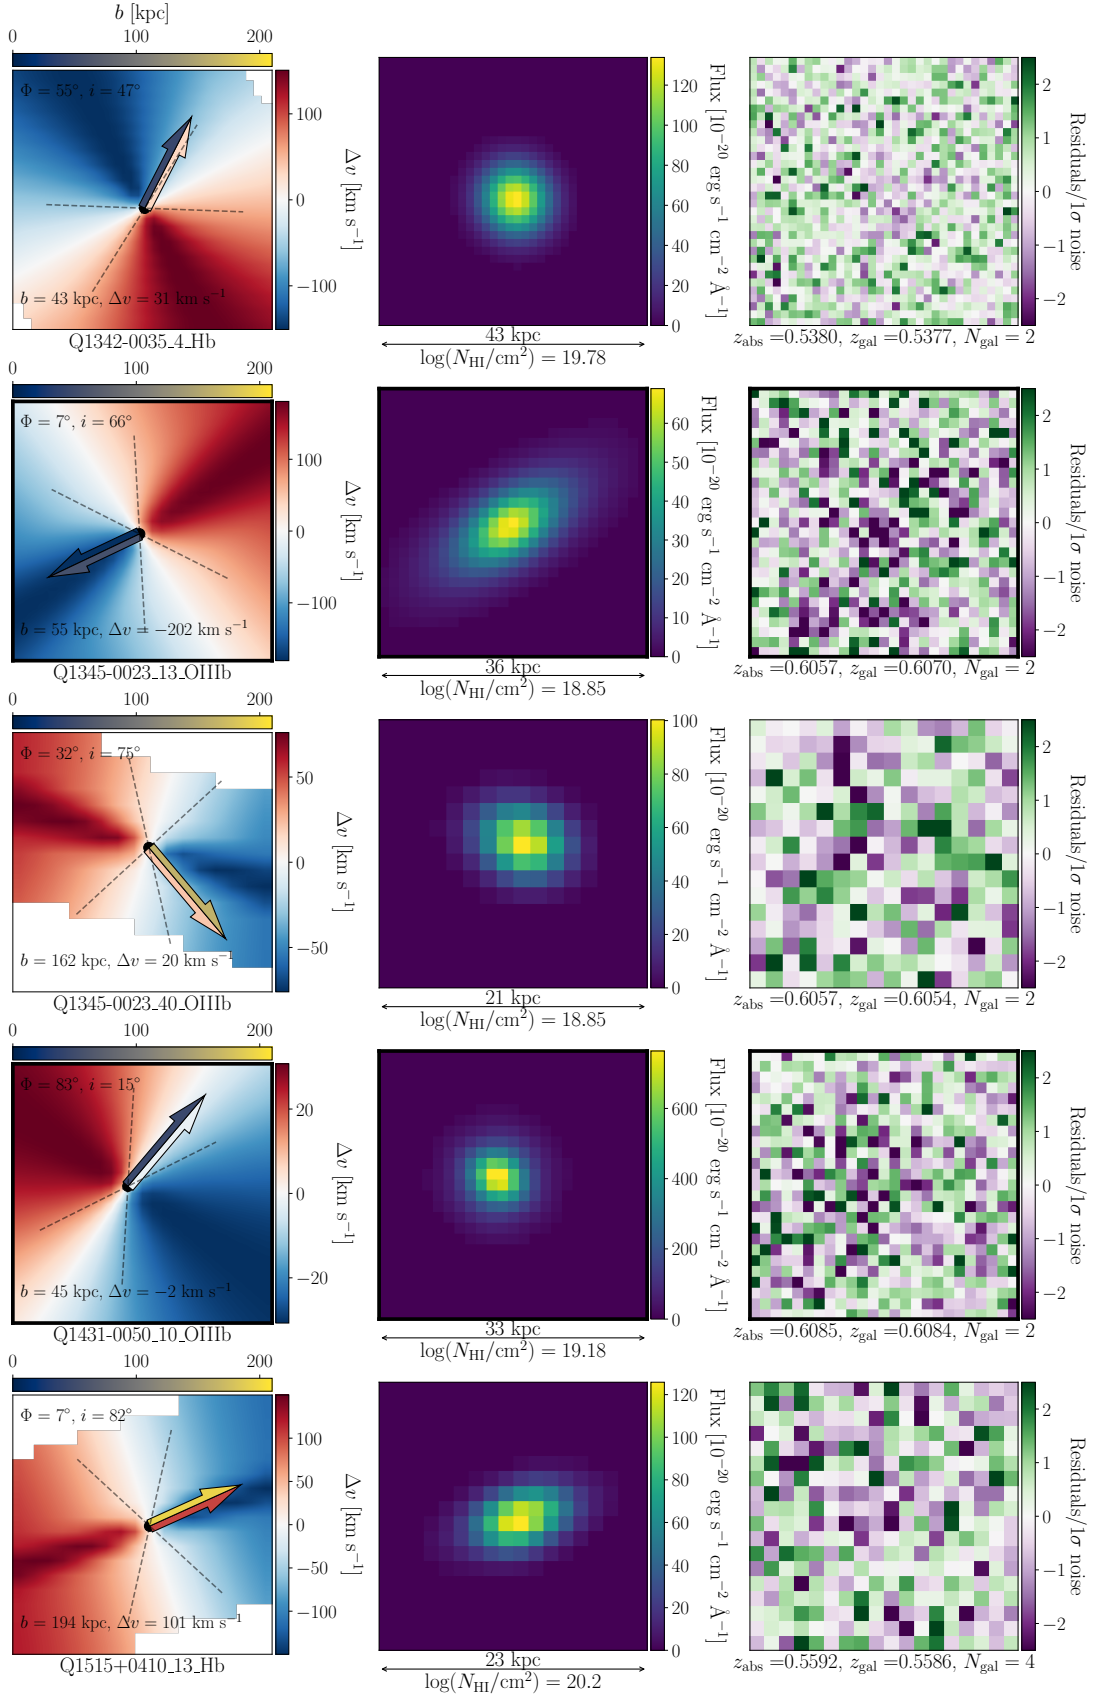 b [kpc]
0 100 200
Φ = 55°, i = 47°
b = 43 kpc, Δv = 31 km s⁻¹
100
0
−100
Δv [km s⁻¹]
Q1342-0035_4_Hb
120
100
80
60
40
20
0
Flux [10⁻²⁰ erg s⁻¹ cm⁻² Å⁻¹]
43 kpc
log(N_HI/cm²) = 19.78
2
1
0
−1
−2
Residuals/1σ noise
z_abs =0.5380, z_gal =0.5377, N_gal = 2
0 100 200
Φ = 7°, i = 66°
b = 55 kpc, Δv = −202 km s⁻¹
100
0
−100
Δv [km s⁻¹]
Q1345-0023_13_OIIIb
60
50
40
30
20
10
0
Flux [10⁻²⁰ erg s⁻¹ cm⁻² Å⁻¹]
36 kpc
log(N_HI/cm²) = 18.85
2
1
0
−1
−2
Residuals/1σ noise
z_abs =0.6057, z_gal =0.6070, N_gal = 2
0 100 200
Φ = 32°, i = 75°
b = 162 kpc, Δv = 20 km s⁻¹
50
0
−50
Δv [km s⁻¹]
Q1345-0023_40_OIIIb
100
80
60
40
20
0
Flux [10⁻²⁰ erg s⁻¹ cm⁻² Å⁻¹]
21 kpc
log(N_HI/cm²) = 18.85
2
1
0
−1
−2
Residuals/1σ noise
z_abs =0.6057, z_gal =0.6054, N_gal = 2
0 100 200
Φ = 83°, i = 15°
b = 45 kpc, Δv = −2 km s⁻¹
20
0
−20
Δv [km s⁻¹]
Q1431-0050_10_OIIIb
600
400
200
0
Flux [10⁻²⁰ erg s⁻¹ cm⁻² Å⁻¹]
33 kpc
log(N_HI/cm²) = 19.18
2
1
0
−1
−2
Residuals/1σ noise
z_abs =0.6085, z_gal =0.6084, N_gal = 2
0 100 200
Φ = 7°, i = 82°
b = 194 kpc, Δv = 101 km s⁻¹
100
50
0
−50
−100
Δv [km s⁻¹]
Q1515+0410_13_Hb
120
100
80
60
40
20
0
Flux [10⁻²⁰ erg s⁻¹ cm⁻² Å⁻¹]
23 kpc
log(N_HI/cm²) = 20.2
2
1
0
−1
−2
Residuals/1σ noise
z_abs =0.5592, z_gal =0.5586, N_gal = 4